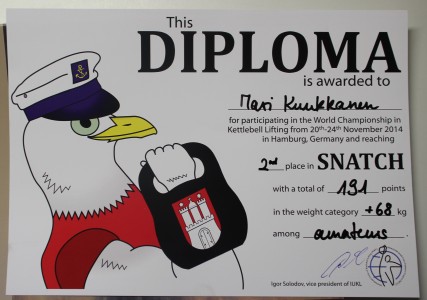 This
DIPLOMA
is awarded to
Mari Kuukkanen
for participating in the World Championship in
Kettlebell Lifting from 20th-24th November 2014
in Hamburg, Germany and reaching
2nd place in SNATCH
with a total of 131 points
in the weight category +68 kg
among amateurs.
Igor Solodov, vice president of IUKL